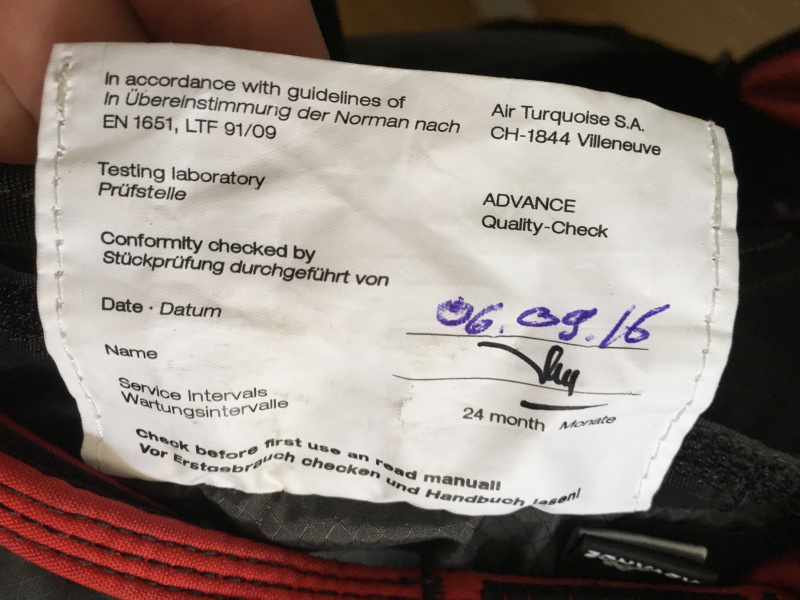 In accordance with guidelines of
In Übereinstimmung der Norman nach
EN 1651, LTF 91/09
Air Turquoise S.A.
CH-1844 Villeneuve
Testing laboratory
Prüfstelle
ADVANCE
Quality-Check
Conformity checked by
Stückprüfung durchgeführt von
Date · Datum
06.09.16
Name
Service Intervals
Wartungsintervalle
24 month Monate
Check before first use an read manual!
Vor Erstgebrauch checken und Handbuch lesen!
ADVANCE